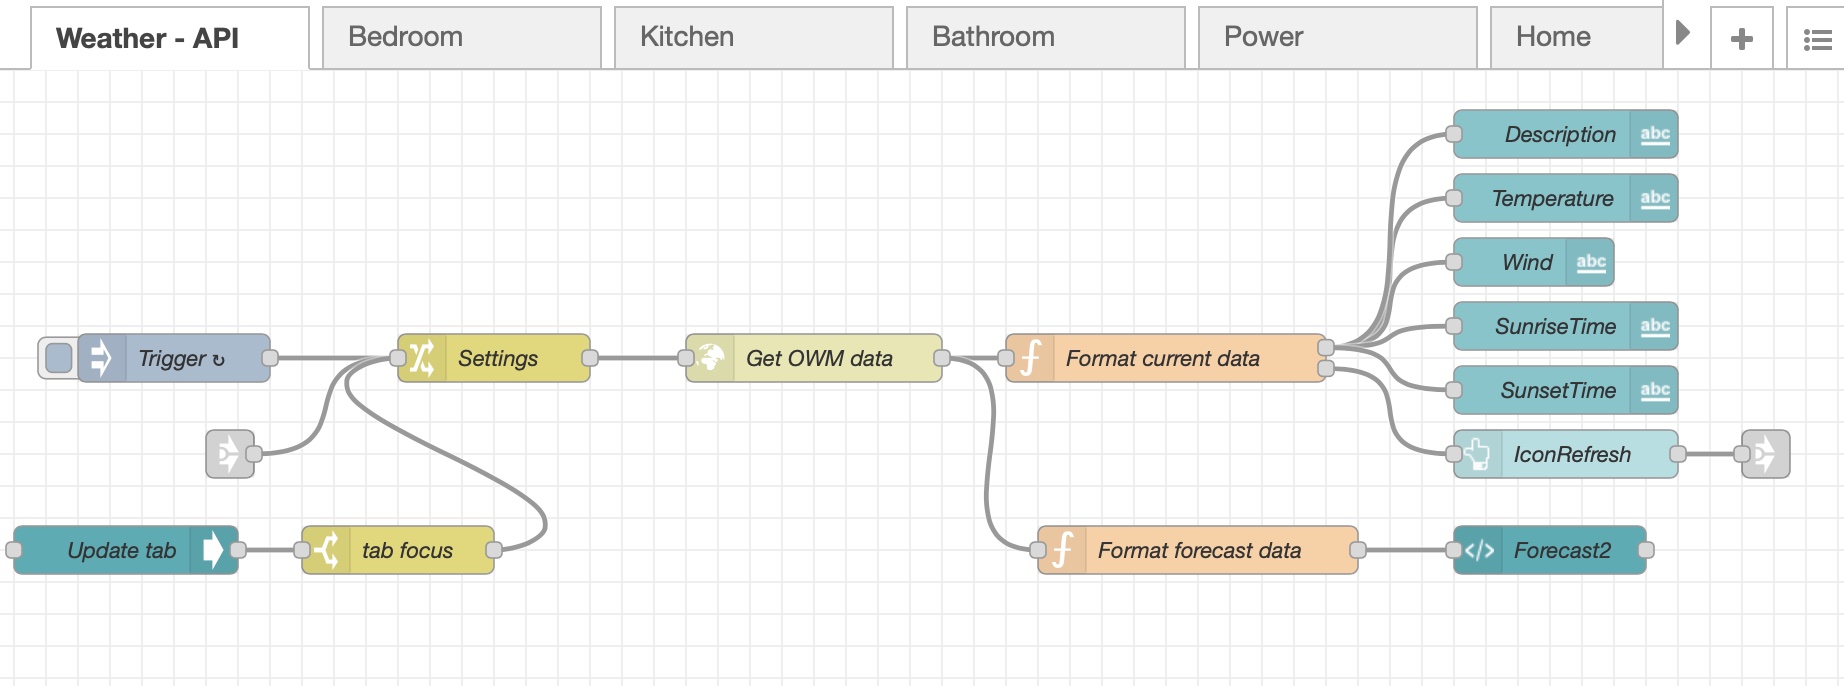 Weather - API
Bedroom
Kitchen
Bathroom
Power
Home
Description abc
Temperature abc
Wind abc
SunriseTime abc
Trigger ↻
Settings
Get OWM data
Format current data
SunsetTime abc
IconRefresh
Update tab
tab focus
Format forecast data
</> Forecast2